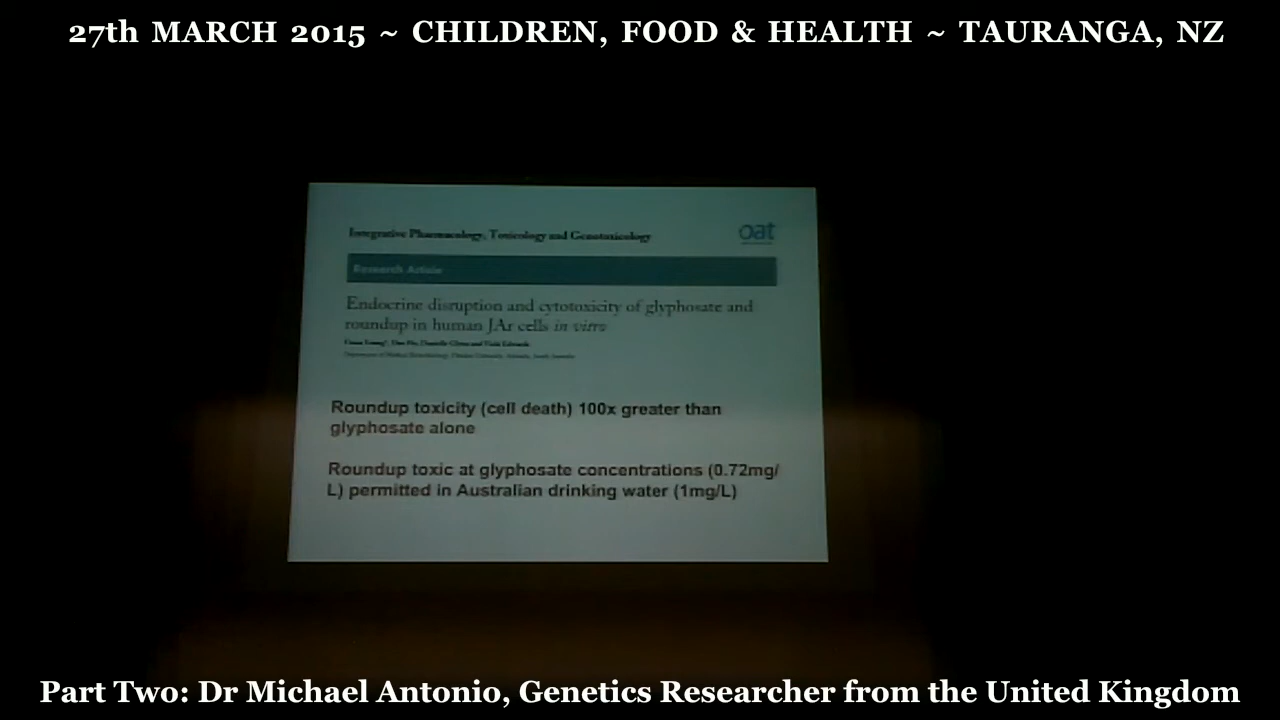 27th MARCH 2015 ~ CHILDREN, FOOD & HEALTH ~ TAURANGA, NZ
Integrative Pharmacology, Toxicology and Genotoxicology
oat
Research Article
Endocrine disruption and cytotoxicity of glyphosate and
roundup in human JAr cells in vitro
Roundup toxicity (cell death) 100x greater than
glyphosate alone
Roundup toxic at glyphosate concentrations (0.72mg/
L) permitted in Australian drinking water (1mg/L)
Part Two: Dr Michael Antonio, Genetics Researcher from the United Kingdom